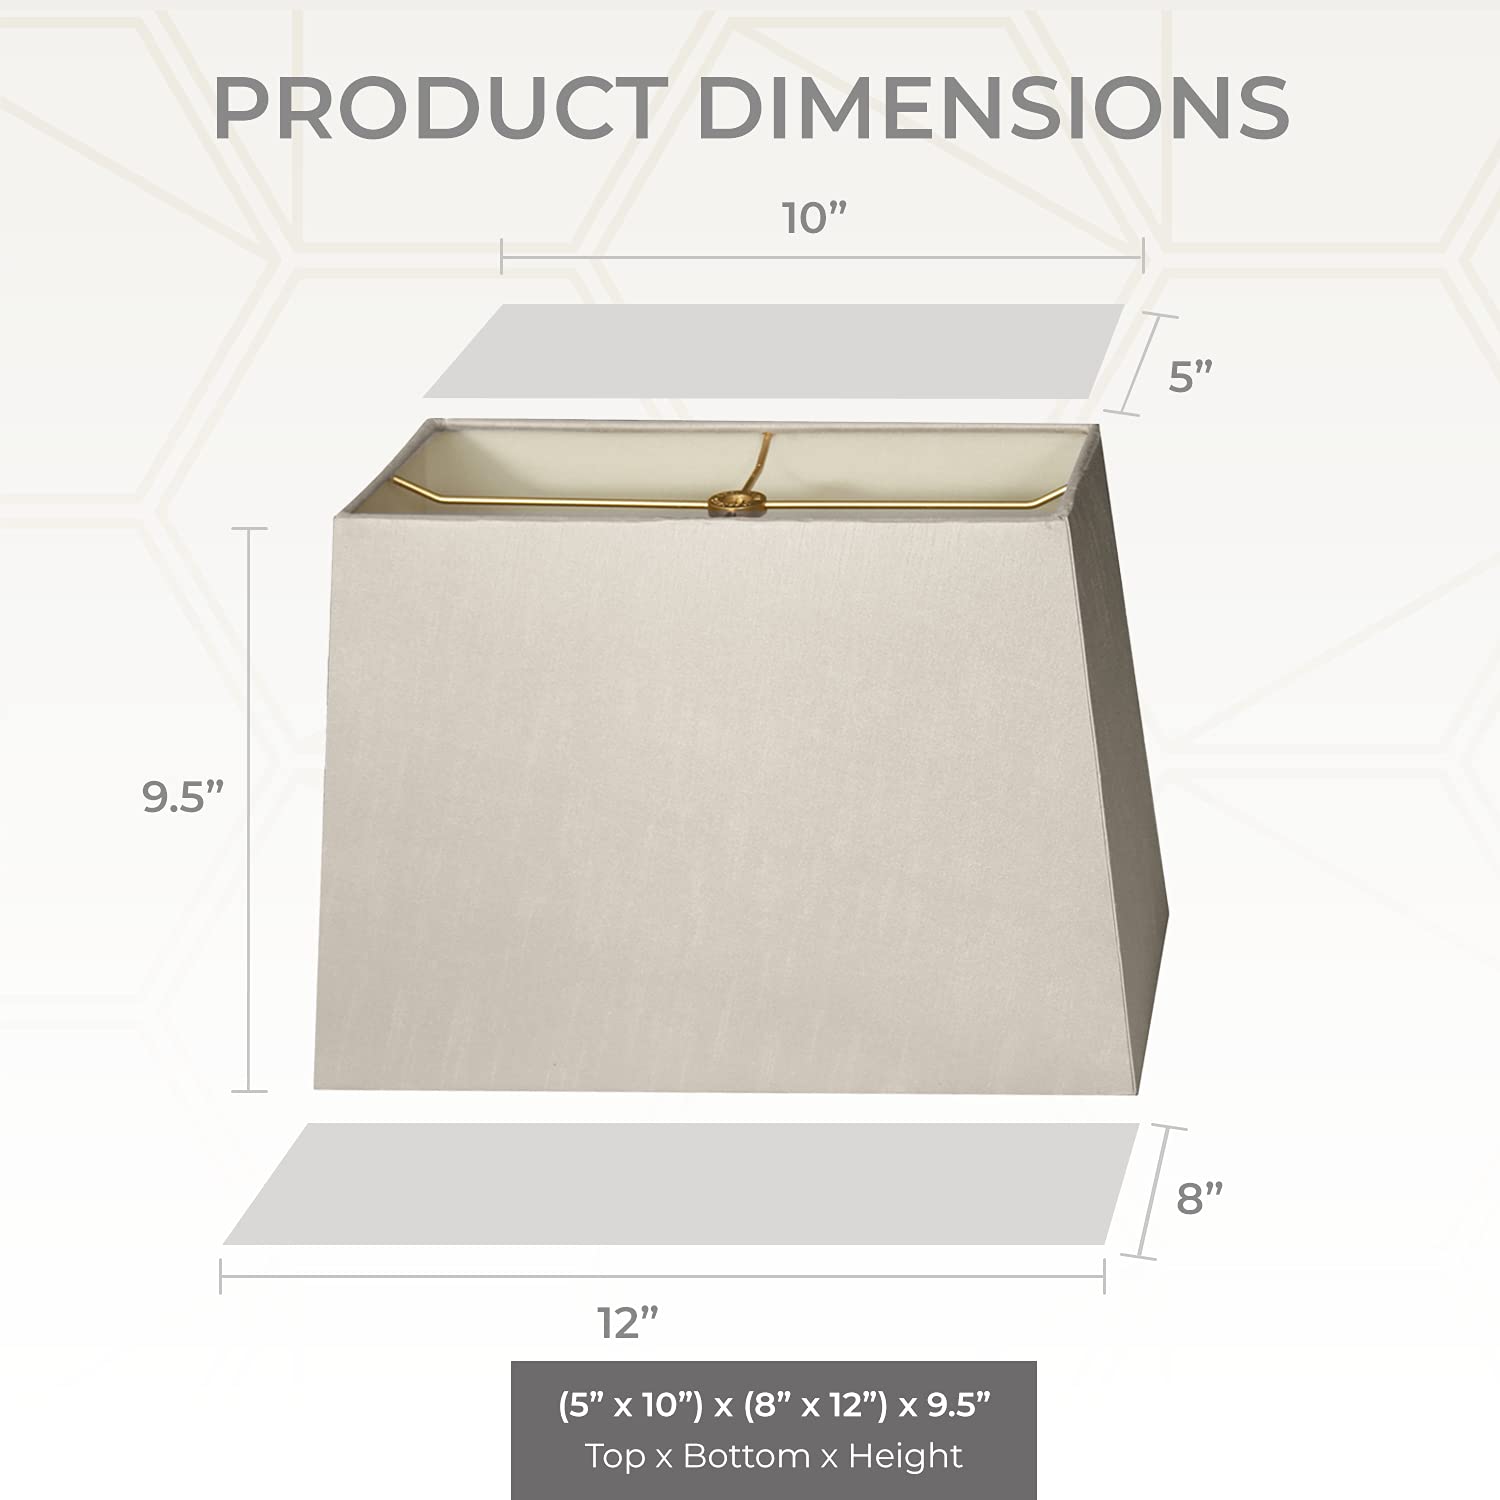 PRODUCT DIMENSIONS
10”
5”
9.5”
8”
12”
(5” x 10”) x (8” x 12”) x 9.5”
Top x Bottom x Height